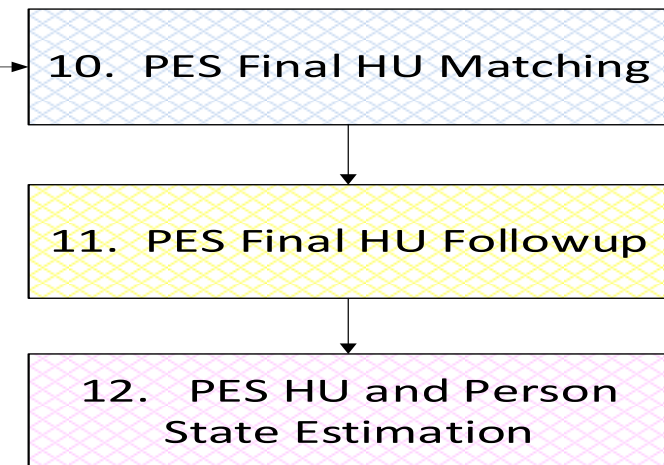 10. PES Final HU Matching
11. PES Final HU Followup
12. PES HU and Person
State Estimation